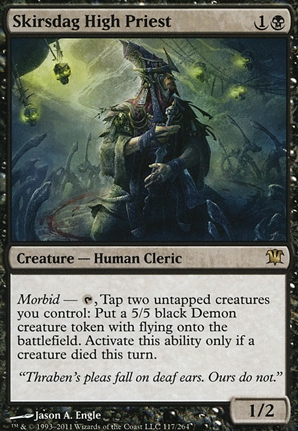 Skirsdag High Priest 1
Creature — Human Cleric
Morbid — , Tap two untapped creatures
you control: Put a 5/5 black Demon
creature token with flying onto the
battlefield. Activate this ability only if a
creature died this turn.
“Thraben’s pleas fall on deaf ears. Ours do not.”
Jason A. Engle
™ & © 1993–2011 Wizards of the Coast LLC 117/264
1/2